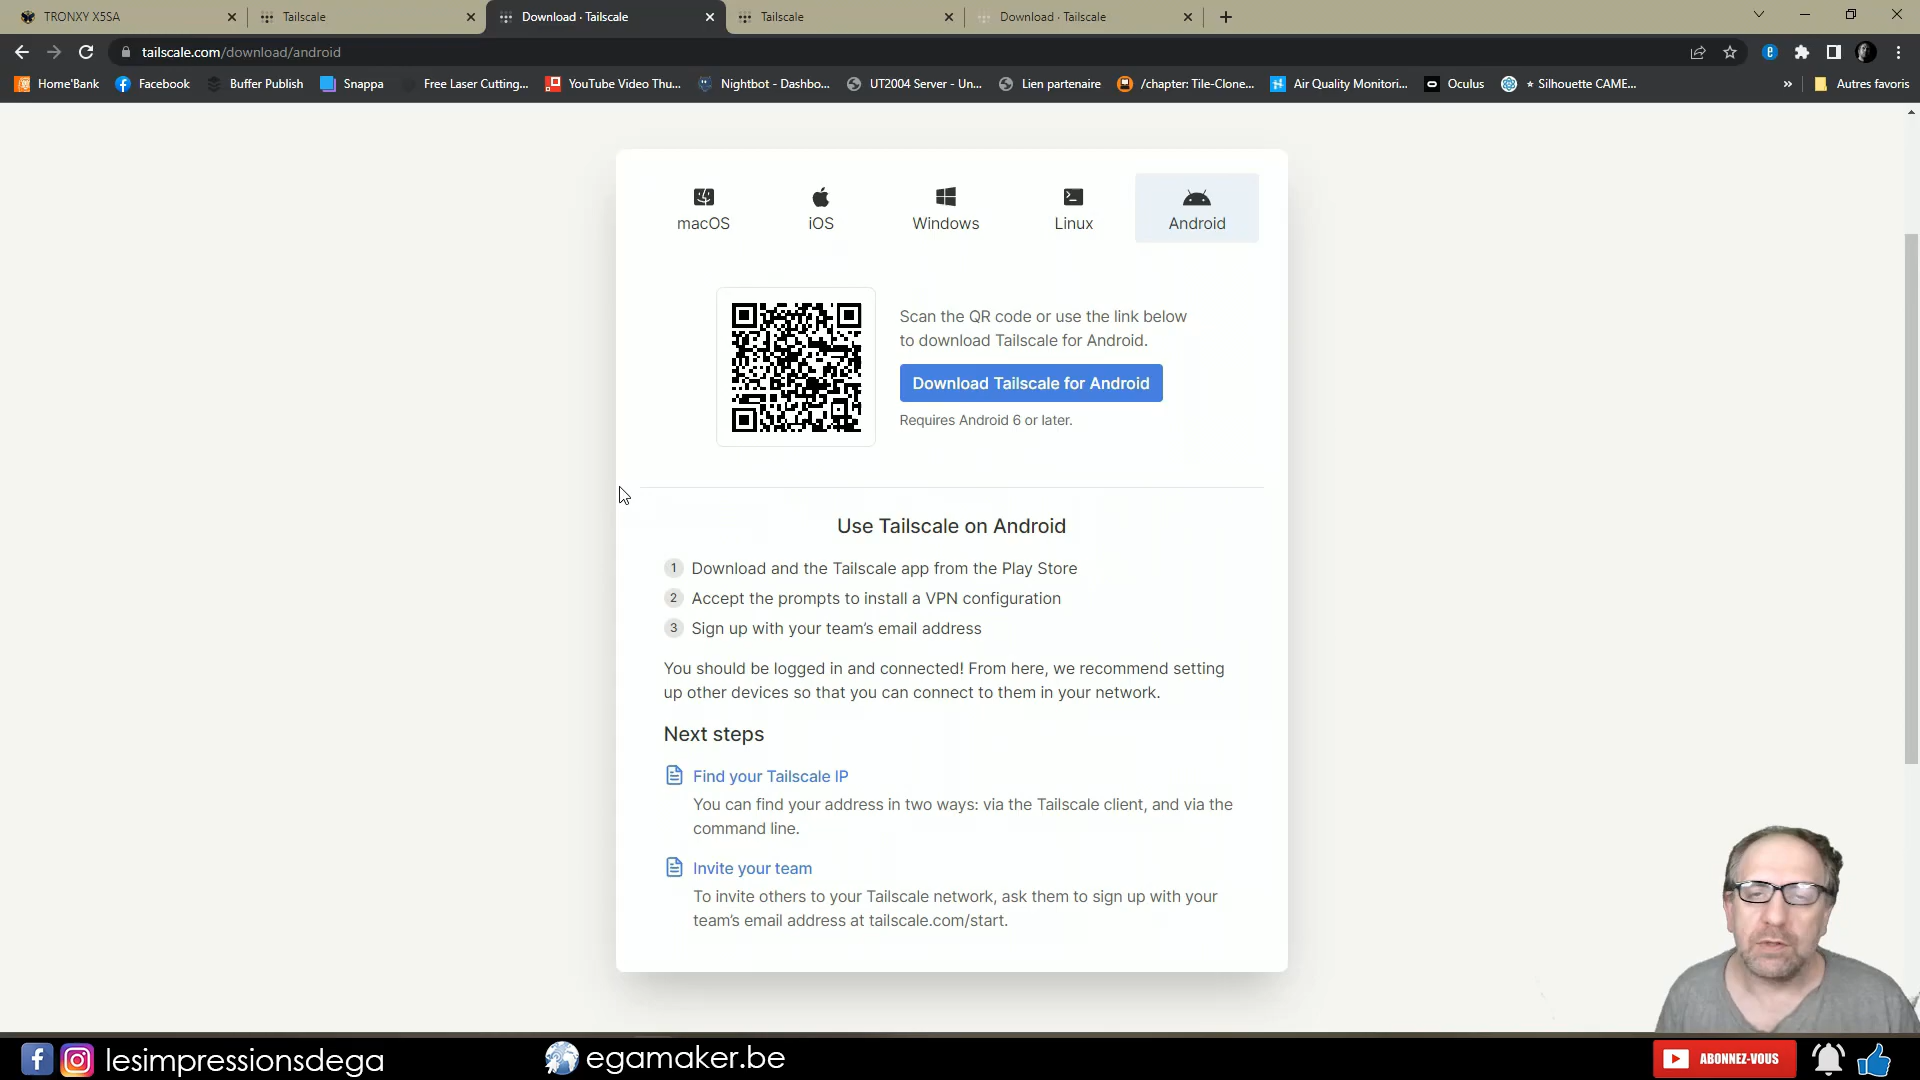 TRONXY X5SA
Tailscale
Download · Tailscale
Tailscale
Download · Tailscale
tailscale.com/download/android
Home'Bank
Facebook
Buffer Publish
Snappa
Free Laser Cutting...
YouTube Video Thu...
Nightbot - Dashbo...
UT2004 Server - Un...
Lien partenaire
/chapter: Tile-Clone...
Air Quality Monitori...
Oculus
★ Silhouette CAME...
»
Autres favoris
macOS
iOS
Windows
Linux
Android
Scan the QR code or use the link below
to download Tailscale for Android.
Download Tailscale for Android
Requires Android 6 or later.
Use Tailscale on Android
1 Download and the Tailscale app from the Play Store
2 Accept the prompts to install a VPN configuration
3 Sign up with your team's email address
You should be logged in and connected! From here, we recommend setting
up other devices so that you can connect to them in your network.
Next steps
Find your Tailscale IP
You can find your address in two ways: via the Tailscale client, and via the
command line.
Invite your team
To invite others to your Tailscale network, ask them to sign up with your
team's email address at tailscale.com/start.
lesimpressionsdega
egamaker.be
ABONNEZ-VOUS